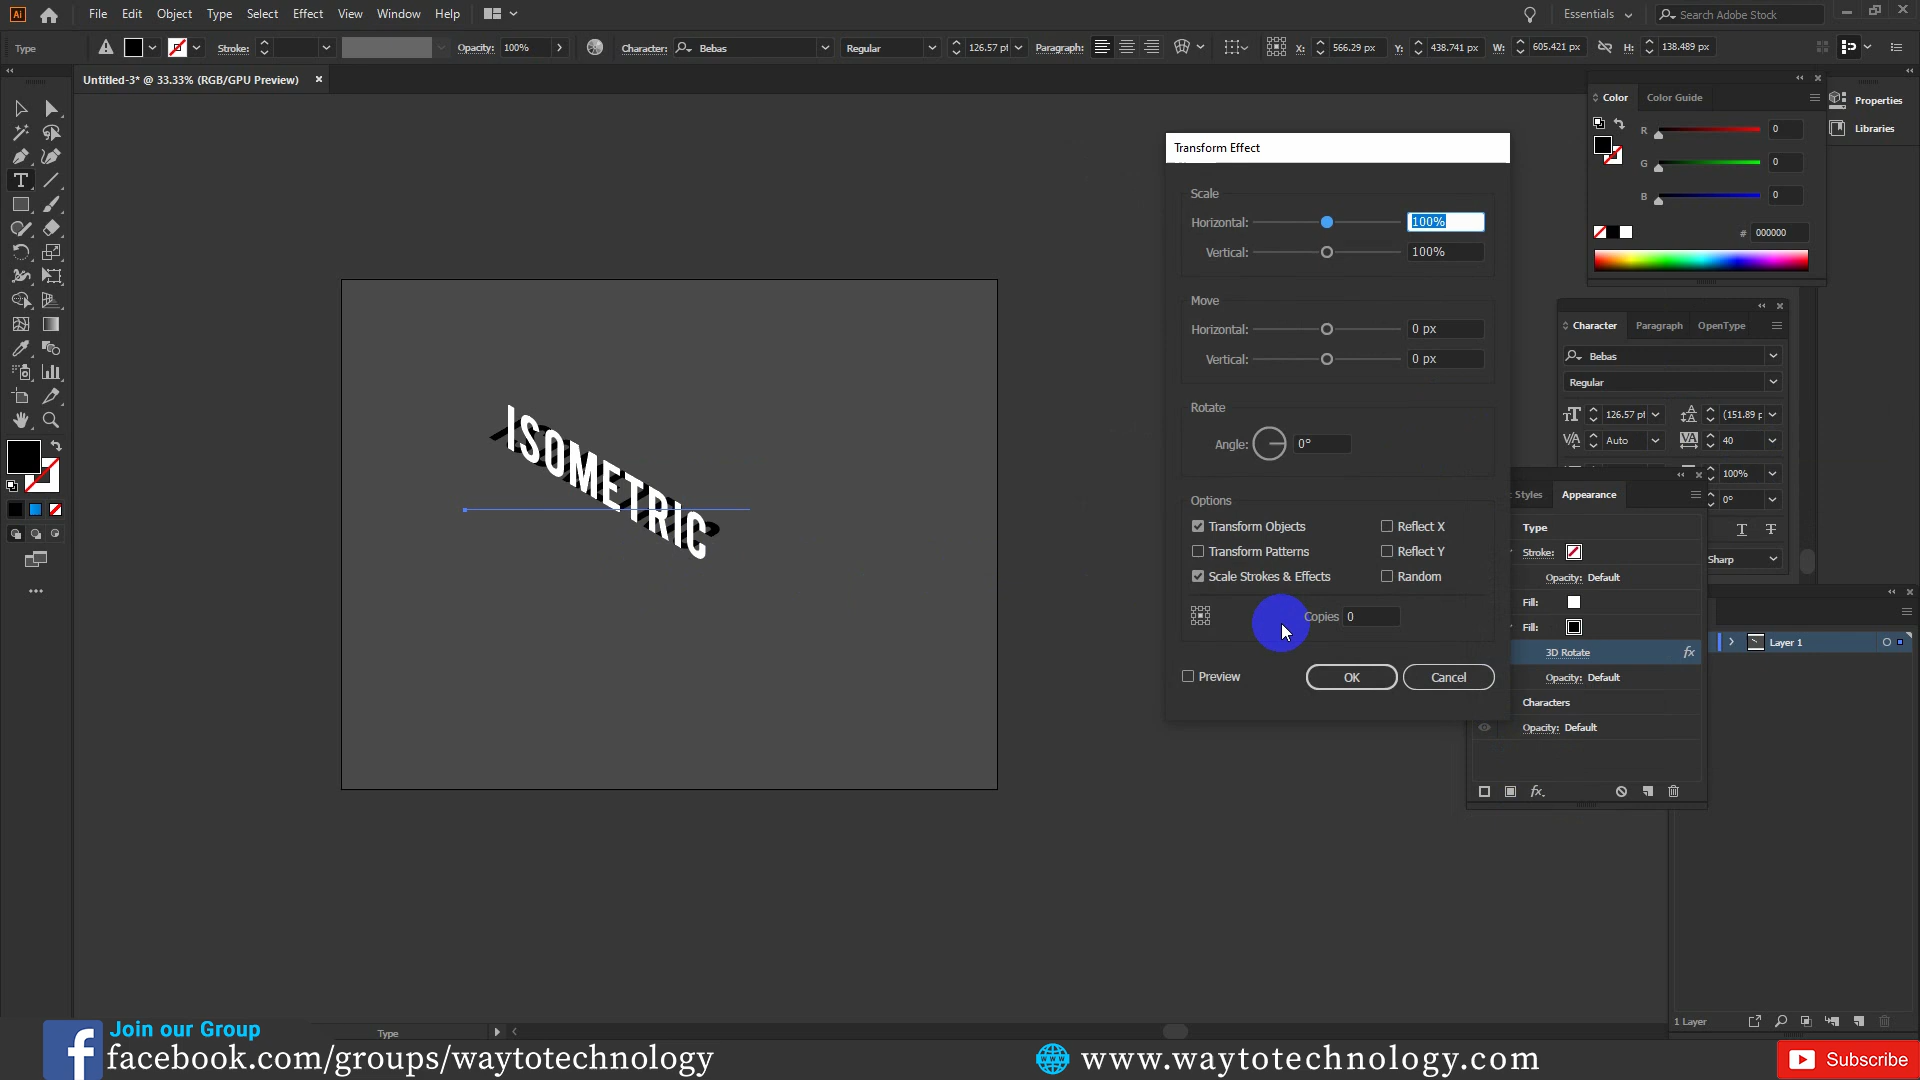 Ai File Edit Object Type Select Effect View Window Help Essentials Search Adobe Stock
Type Stroke: Opacity: 100% Character: Bebas Regular 126.57 pt Paragraph: X: 566.29 px Y: 438.741 px W: 605.421 px H: 138.489 px
Untitled-3* @ 33.33% (RGB/GPU Preview)
Color Color Guide
R 0
G 0
B 0
# 000000
Properties
Libraries
Transform Effect
Scale
Horizontal: 100%
Vertical: 100%
Move
Horizontal: 0 px
Vertical: 0 px
Rotate
Angle: 0°
Options
Transform Objects Reflect X
Transform Patterns Reflect Y
Scale Strokes & Effects Random
Copies 0
Preview OK Cancel
ISOMETRIC
Character Paragraph OpenType
Bebas
Regular
126.57 pt (151.89 p
Auto 40
100%
0°
T T
Sharp
Styles Appearance
Type
Stroke:
Opacity: Default
Fill:
Fill:
3D Rotate fx
Opacity: Default
Characters
Opacity: Default
fx
Layer 1
1 Layer
Type
Join our Group
facebook.com/groups/waytotechnology
www.waytotechnology.com
Subscribe